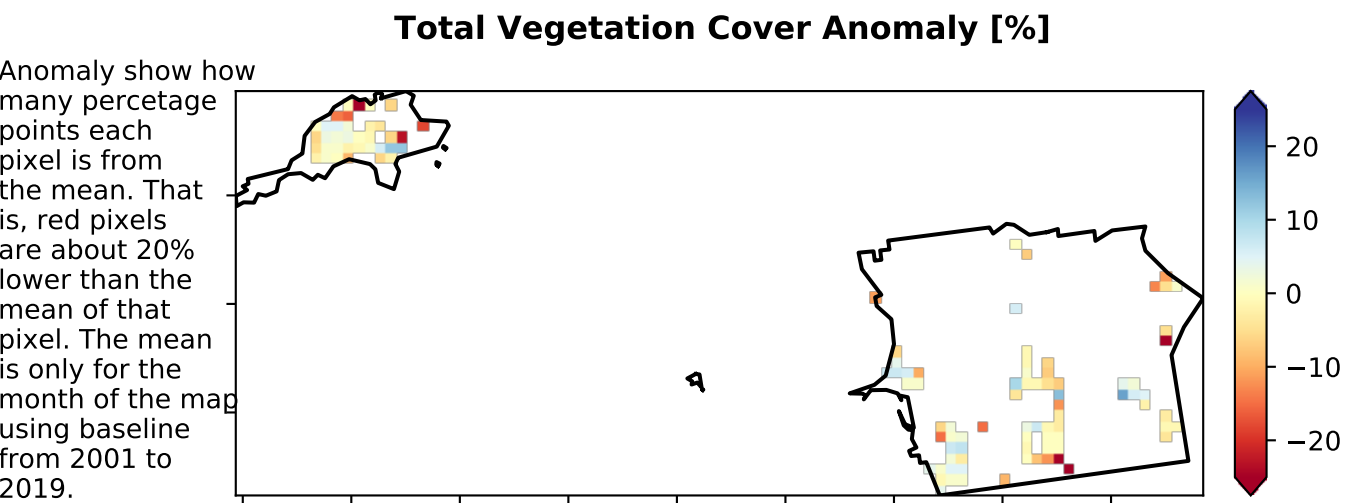 Total Vegetation Cover Anomaly [%]
Anomaly show how
many percetage
points each
pixel is from
the mean. That
is, red pixels
are about 20%
lower than the
mean of that
pixel. The mean
is only for the
month of the map
using baseline
from 2001 to
2019.
20
10
0
−10
−20